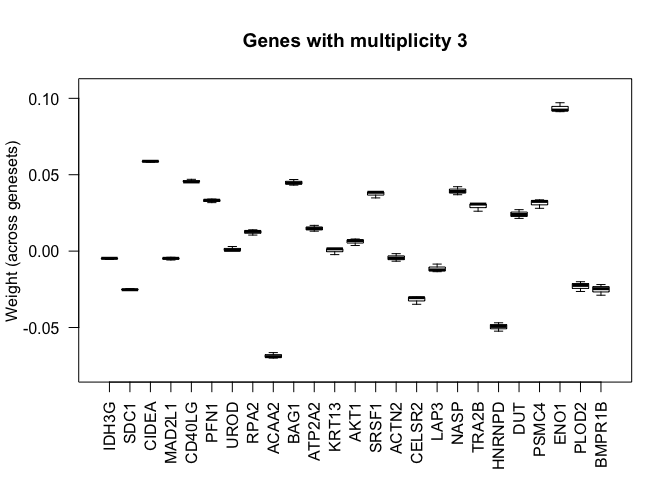 Genes with multiplicity 3
Weight (across genesets)
0.10
0.05
0.00
-0.05
IDH3G
SDC1
CIDEA
MAD2L1
CD40LG
PFN1
UROD
RPA2
ACAA2
BAG1
ATP2A2
KRT13
AKT1
SRSF1
ACTN2
CELSR2
LAP3
NASP
TRA2B
HNRNPD
DUT
PSMC4
ENO1
PLOD2
BMPR1B